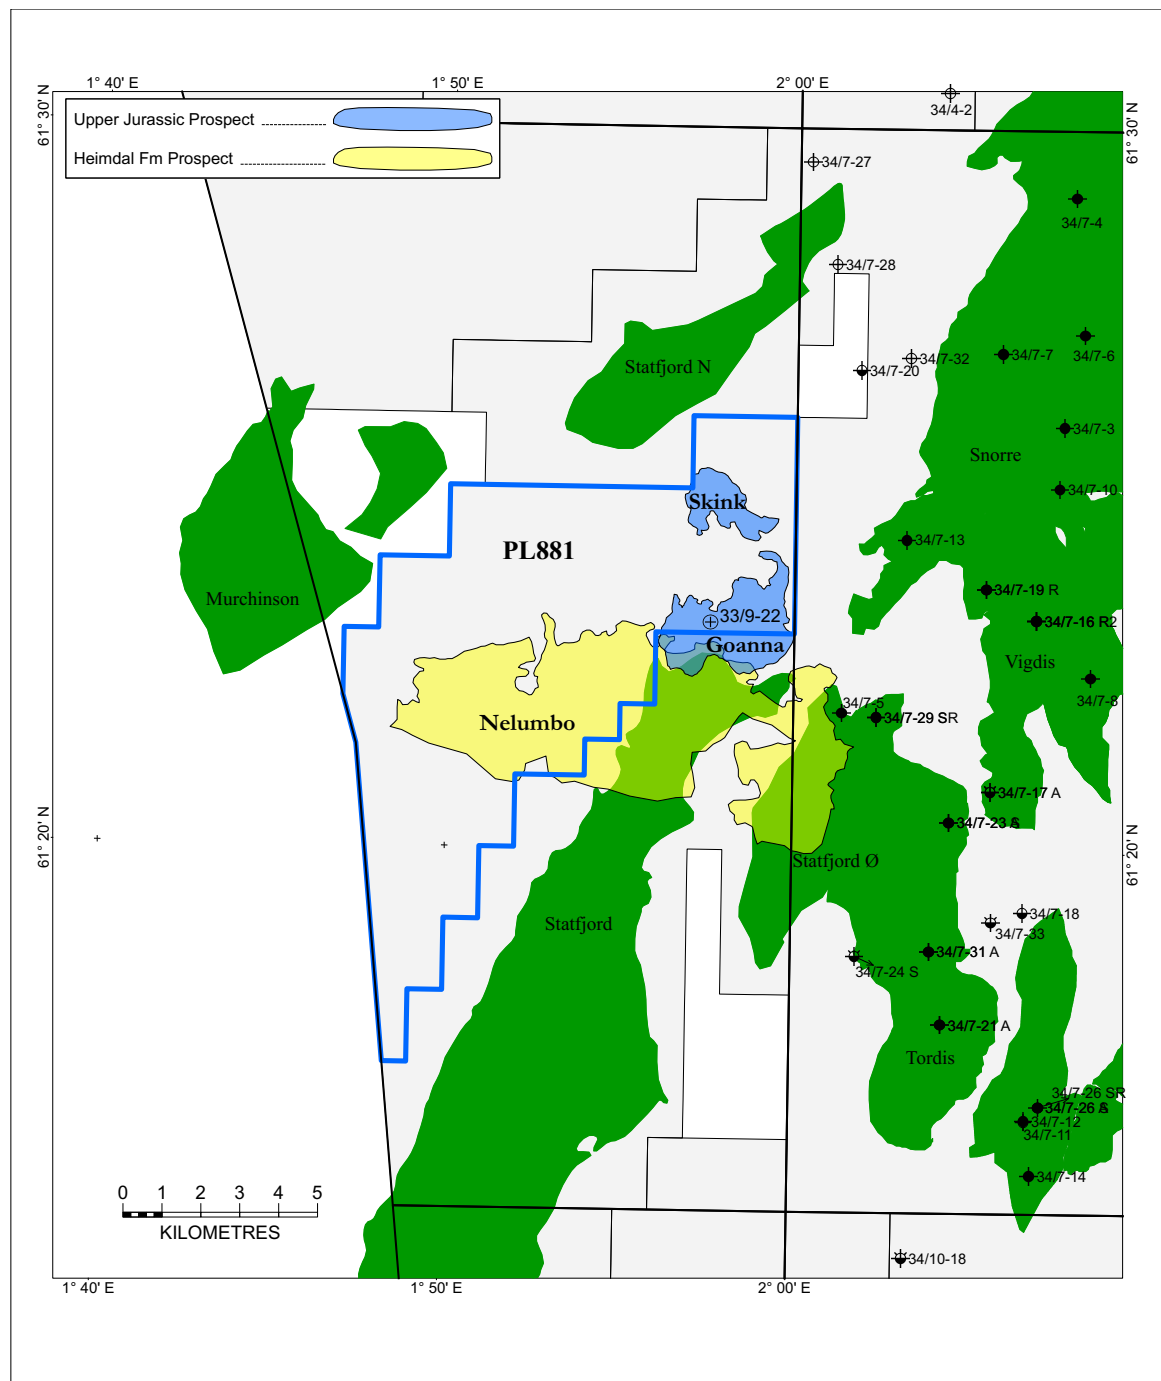 1° 40' E
1° 50' E
2° 00' E
61° 30' N
61° 30' N
Upper Jurassic Prospect
Heimdal Fm Prospect
34/4-2
34/7-27
34/7-4
34/7-28
34/7-32
34/7-7
34/7-6
34/7-20
Statfjord N
34/7-3
Snorre
34/7-10
Skink
34/7-13
PL881
34/7-19 R
Murchinson
33/9-22
34/7-16 R2
Goanna
Vigdis
34/7-8
34/7-5
34/7-29 SR
Nelumbo
34/7-17 A
34/7-23
61° 20' N
61° 20' N
Statfjord Ø
34/7-18
Statfjord
34/7-33
34/7-31 A
34/7-24 S
34/7-21 A
Tordis
34/7-26 SR
34/7-26
34/7-12
34/7-11
34/7-14
0 1 2 3 4 5
KILOMETRES
34/10-18
1° 40' E
1° 50' E
2° 00' E